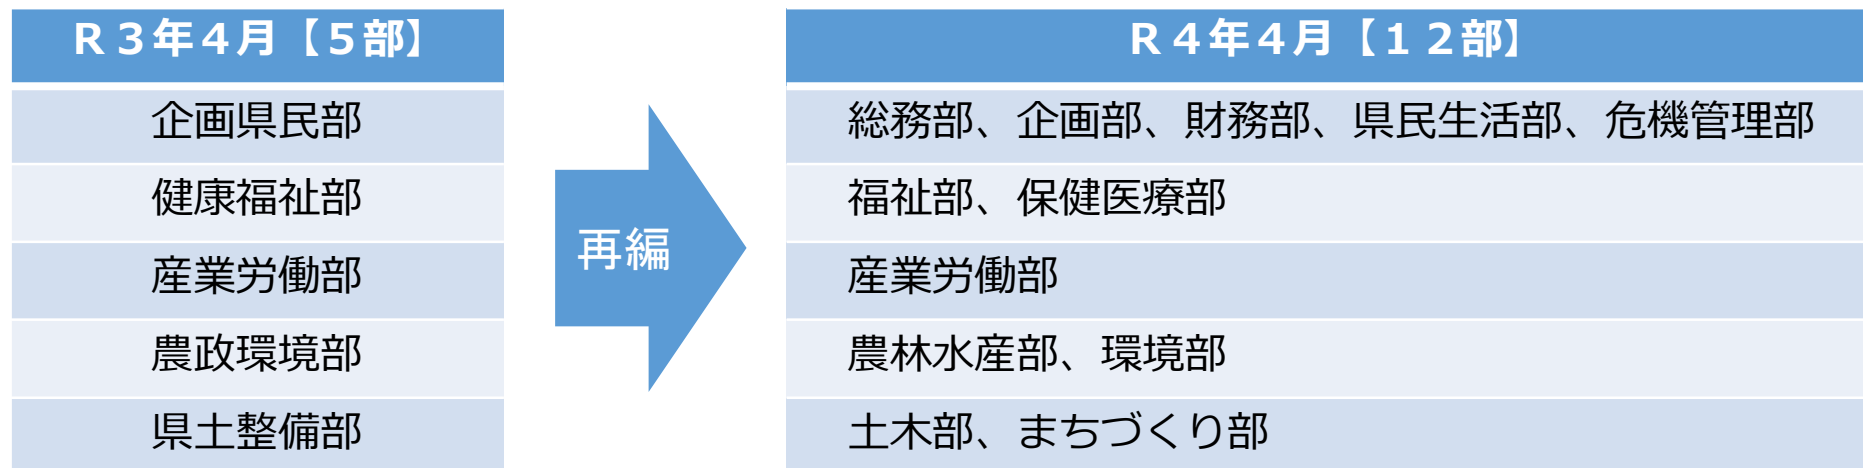 R3年4月【5部】
企画県民部
健康福祉部
産業労働部
農政環境部
県土整備部
再編
R4年4月【12部】
総務部、企画部、財務部、県民生活部、危機管理部
福祉部、保健医療部
産業労働部
農林水産部、環境部
土木部、まちづくり部